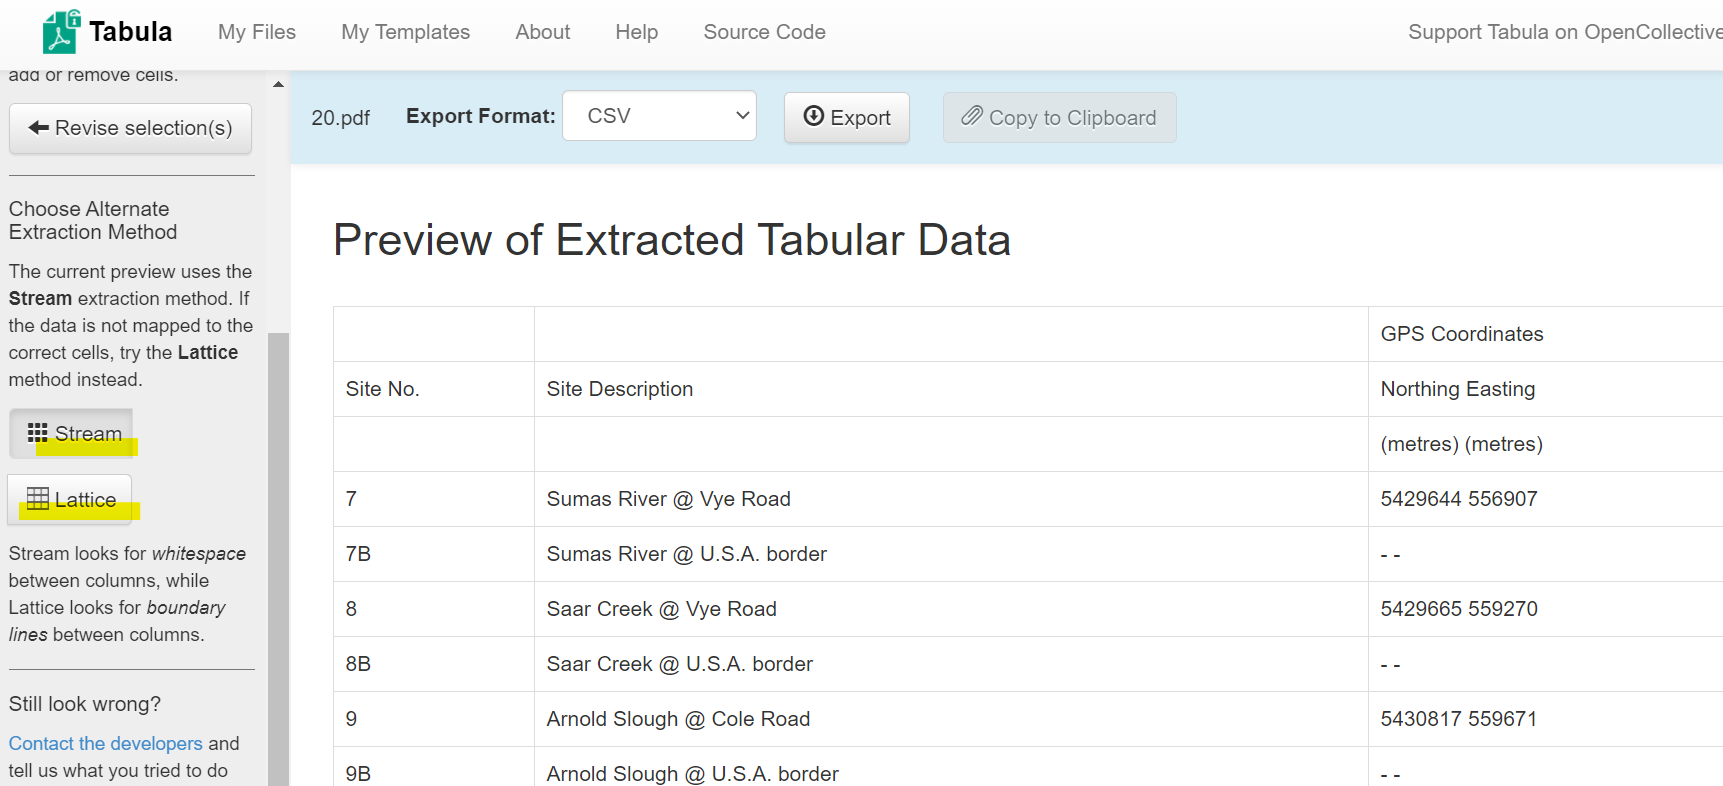 Tabula My Files My Templates About Help Source Code Support Tabula on OpenCollective
add or remove cells.
Revise selection(s)
Choose Alternate
Extraction Method
The current preview uses the
Stream extraction method. If
the data is not mapped to the
correct cells, try the Lattice
method instead.
Stream
Lattice
Stream looks for whitespace
between columns, while
Lattice looks for boundary
lines between columns.
Still look wrong?
Contact the developers and
tell us what you tried to do
20.pdf Export Format: CSV Export Copy to Clipboard
Preview of Extracted Tabular Data
GPS Coordinates
Site No. Site Description Northing Easting
(metres) (metres)
7 Sumas River @ Vye Road 5429644 556907
7B Sumas River @ U.S.A. border - -
8 Saar Creek @ Vye Road 5429665 559270
8B Saar Creek @ U.S.A. border - -
9 Arnold Slough @ Cole Road 5430817 559671
9B Arnold Slough @ U.S.A. border - -